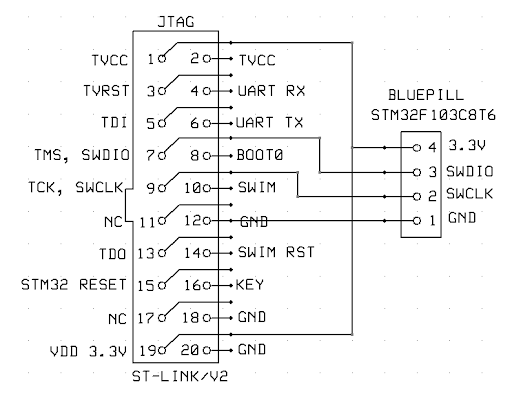 JTAG
TVCC 1 2 TVCC
TVRST 3 4 UART RX
TDI 5 6 UART TX
TMS, SWDIO 7 8 BOOT0
TCK, SWCLK 9 10 SWIM
NC 11 12 GND
TDO 13 14 SWIM RST
STM32 RESET 15 16 KEY
NC 17 18 GND
VDD 3.3V 19 20 GND
ST-LINK/V2
BLUEPILL
STM32F103C8T6
4 3.3V
3 SWDIO
2 SWCLK
1 GND